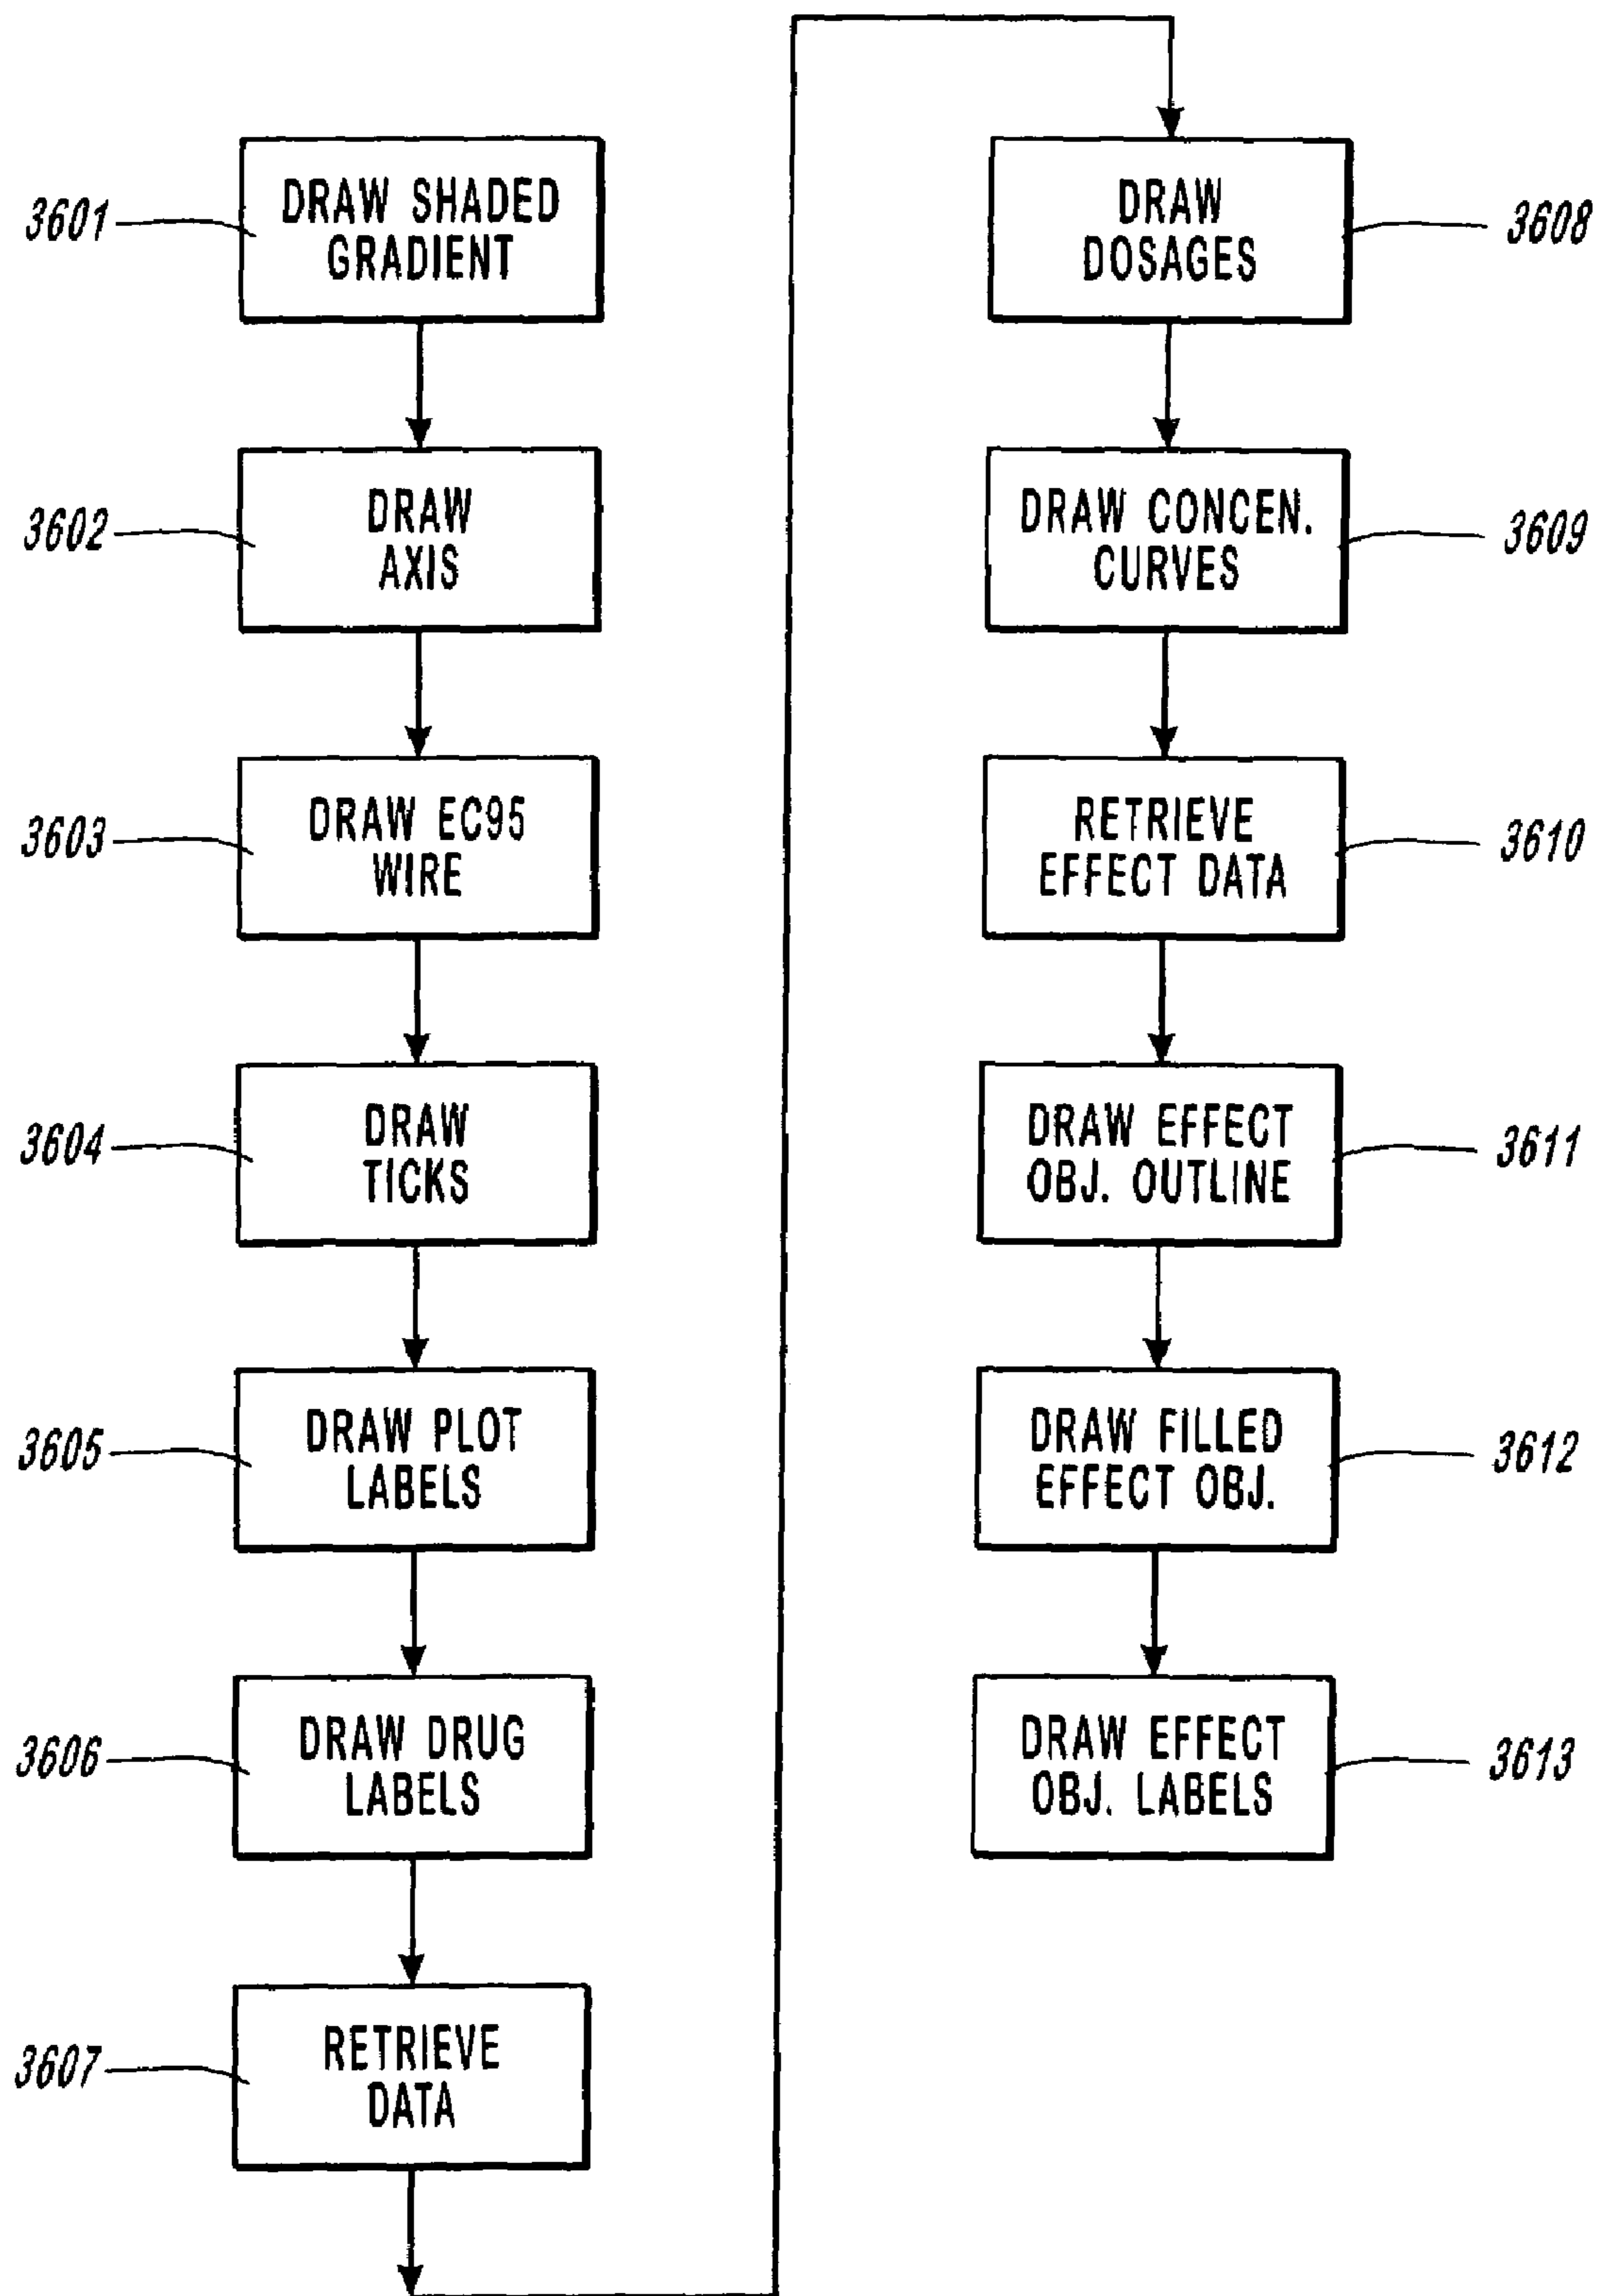 3601
DRAW SHADED
GRADIENT
3602
DRAW
AXIS
3603
DRAW EC95
WIRE
3604
DRAW
TICKS
3605
DRAW PLOT
LABELS
3606
DRAW DRUG
LABELS
3607
RETRIEVE
DATA
DRAW
DOSAGES
3608
DRAW CONCEN.
CURVES
3609
RETRIEVE
EFFECT DATA
3610
DRAW EFFECT
OBJ. OUTLINE
3611
DRAW FILLED
EFFECT OBJ.
3612
DRAW EFFECT
OBJ. LABELS
3613